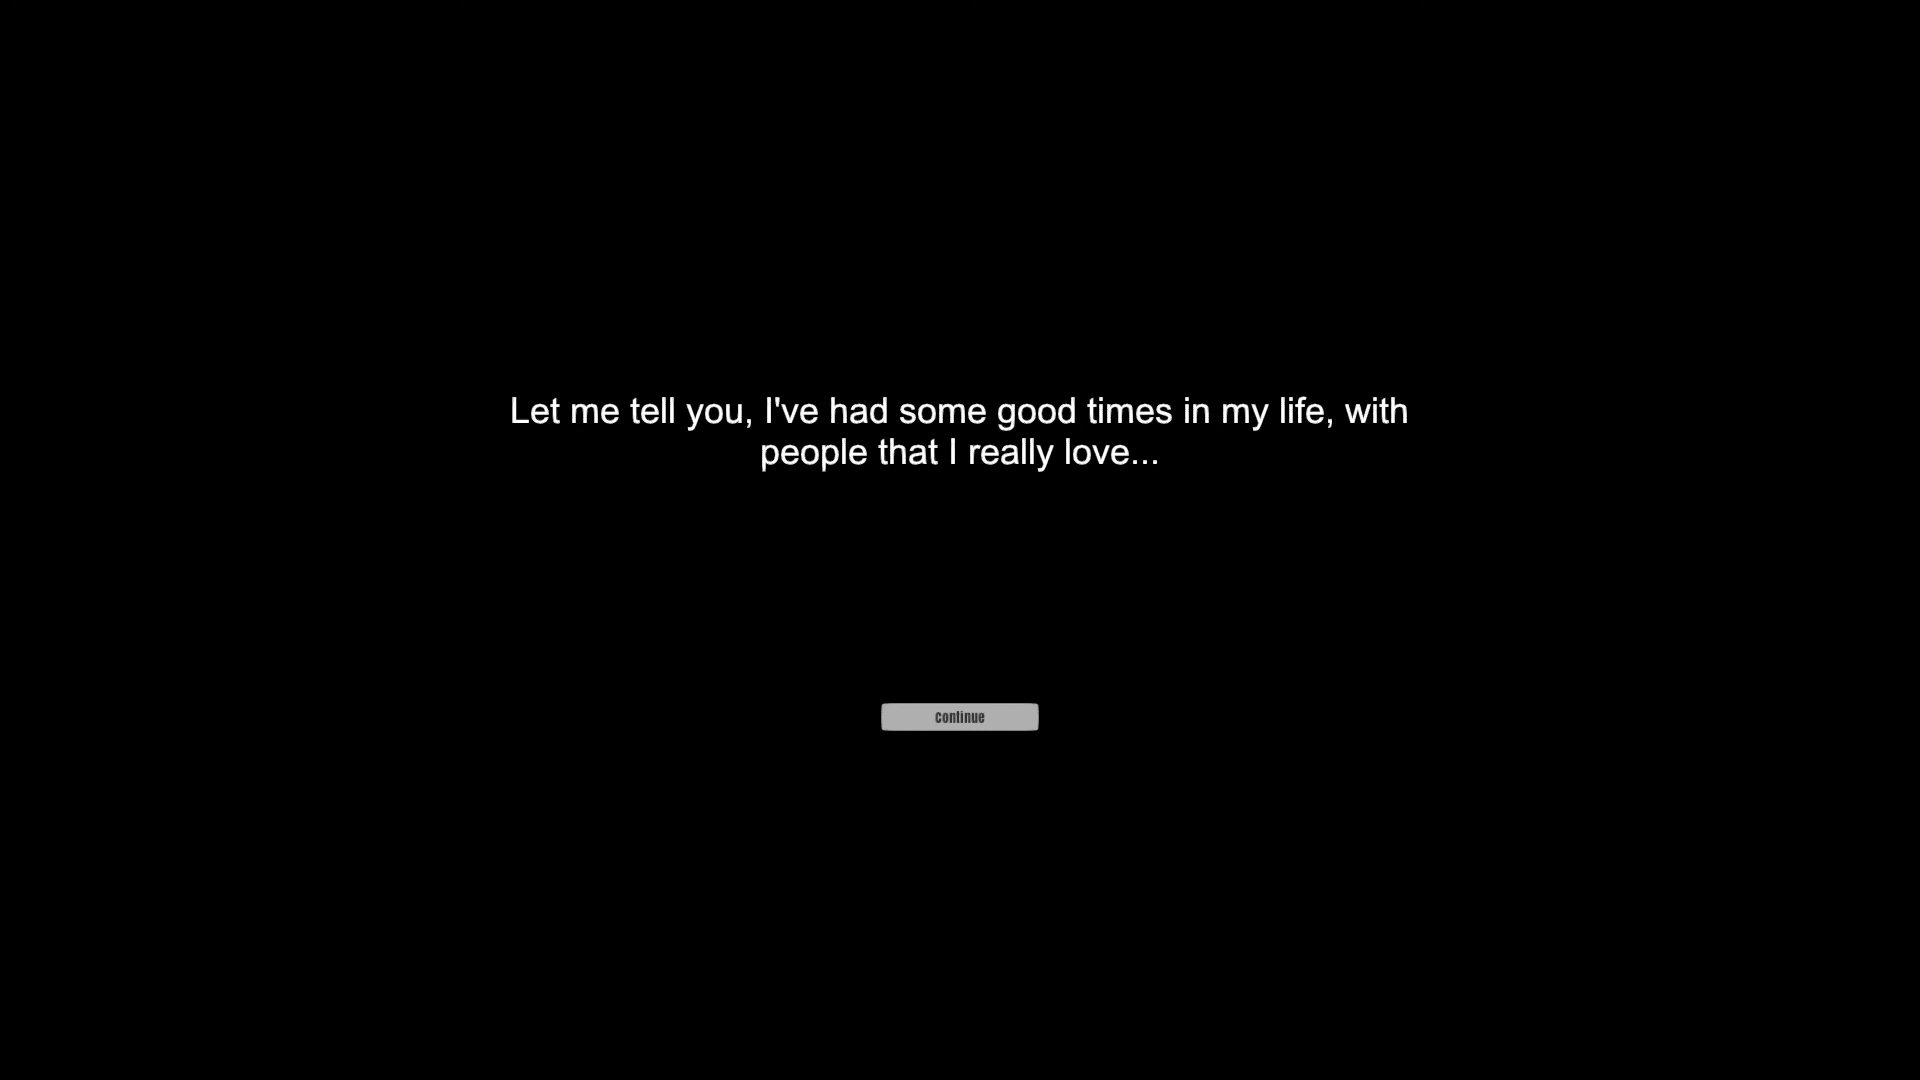 Let me tell you, I've had some good times in my life, with
people that I really love...
continue